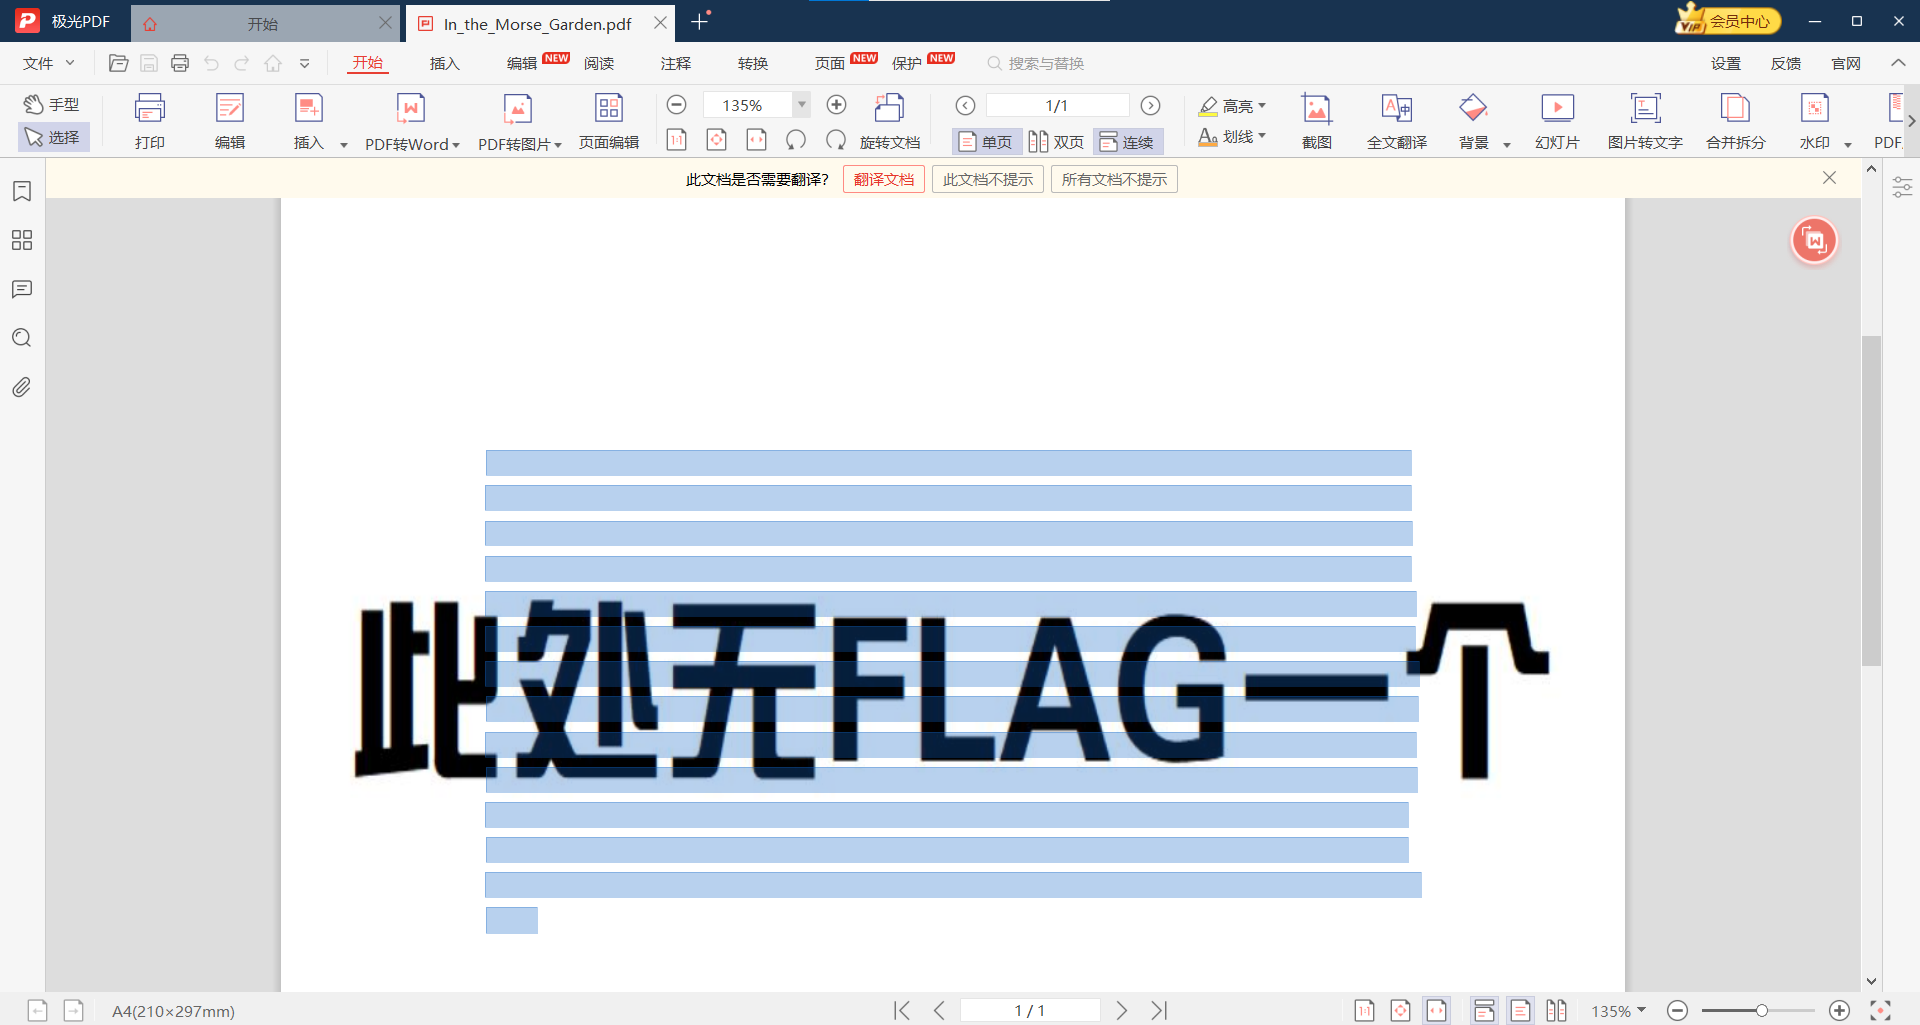 极光PDF
开始
In_the_Morse_Garden.pdf
VIP 会员中心
文件
开始
插入
编辑 NEW
阅读
注释
转换
页面 NEW
保护 NEW
搜索与替换
设置
反馈
官网
手型
选择
打印
编辑
插入
PDF转Word
PDF转图片
页面编辑
135%
1:1
旋转文档
1/1
单页
双页
连续
高亮
划线
截图
全文翻译
背景
幻灯片
图片转文字
合并拆分
水印
PDF
此文档是否需要翻译?
翻译文档
此文档不提示
所有文档不提示
此处无FLAG一个
A4(210×297mm)
1 / 1
1:1
135%